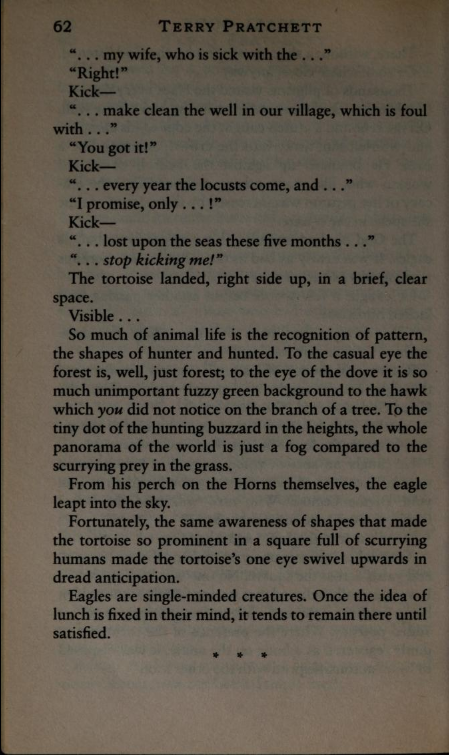 62 TERRY PRATCHETT
“. . . my wife, who is sick with the . . .”
“Right!”
Kick—
“. . . make clean the well in our village, which is foul
with . . .”
“You got it!”
Kick—
“. . . every year the locusts come, and . . .”
“I promise, only . . . !”
Kick—
“. . . lost upon the seas these five months . . .”
“. . . stop kicking me!”
The tortoise landed, right side up, in a brief, clear
space.
Visible . . .
So much of animal life is the recognition of pattern,
the shapes of hunter and hunted. To the casual eye the
forest is, well, just forest; to the eye of the dove it is so
much unimportant fuzzy green background to the hawk
which you did not notice on the branch of a tree. To the
tiny dot of the hunting buzzard in the heights, the whole
panorama of the world is just a fog compared to the
scurrying prey in the grass.
From his perch on the Horns themselves, the eagle
leapt into the sky.
Fortunately, the same awareness of shapes that made
the tortoise so prominent in a square full of scurrying
humans made the tortoise’s one eye swivel upwards in
dread anticipation.
Eagles are single-minded creatures. Once the idea of
lunch is fixed in their mind, it tends to remain there until
satisfied.
* * *